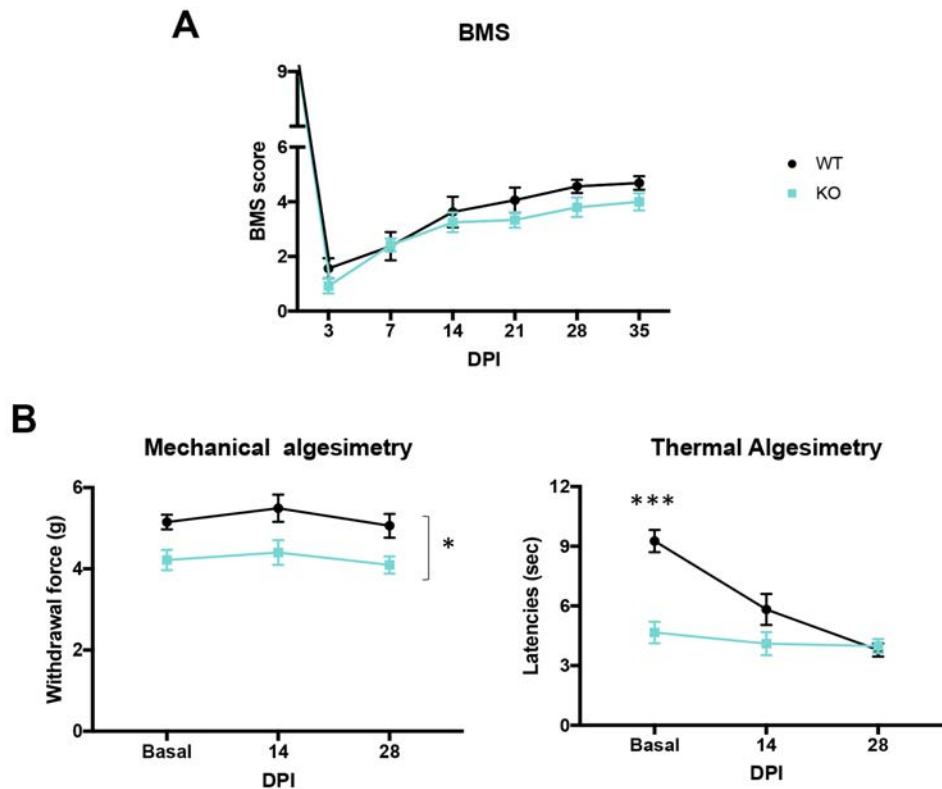 A
BMS
9
6
4
2
0
BMS score
3 7 14 21 28 35
DPI
WT
KO
B
Mechanical algesimetry
6
4
2
0
Withdrawal force (g)
*
Basal 14 28
DPI
Thermal Algesimetry
12
9
6
3
0
Latencies (sec)
***
Basal 14 28
DPI